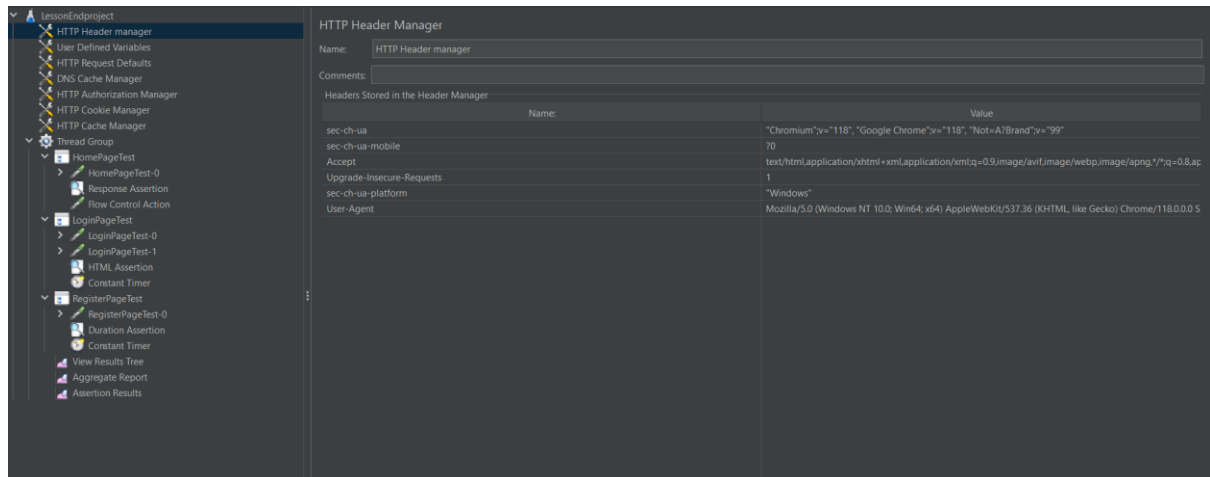 LessonEndproject
HTTP Header manager
User Defined Variables
HTTP Request Defaults
DNS Cache Manager
HTTP Authorization Manager
HTTP Cookie Manager
HTTP Cache Manager
Thread Group
HomePageTest
HomePageTest-0
Response Assertion
Flow Control Action
LoginPageTest
LoginPageTest-0
LoginPageTest-1
HTML Assertion
Constant Timer
RegisterPageTest
RegisterPageTest-0
Duration Assertion
Constant Timer
View Results Tree
Aggregate Report
Assertion Results
HTTP Header Manager
Name: HTTP Header manager
Comments:
Headers Stored in the Header Manager
Name: Value
sec-ch-ua "Chromium";v="118", "Google Chrome";v="118", "Not=A?Brand";v="99"
sec-ch-ua-mobile ?0
Accept text/html,application/xhtml+xml,application/xml;q=0.9,image/avif,image/webp,image/apng,*/*;q=0.8,ap
Upgrade-Insecure-Requests 1
sec-ch-ua-platform "Windows"
User-Agent Mozilla/5.0 (Windows NT 10.0; Win64; x64) AppleWebKit/537.36 (KHTML, like Gecko) Chrome/118.0.0.0 S